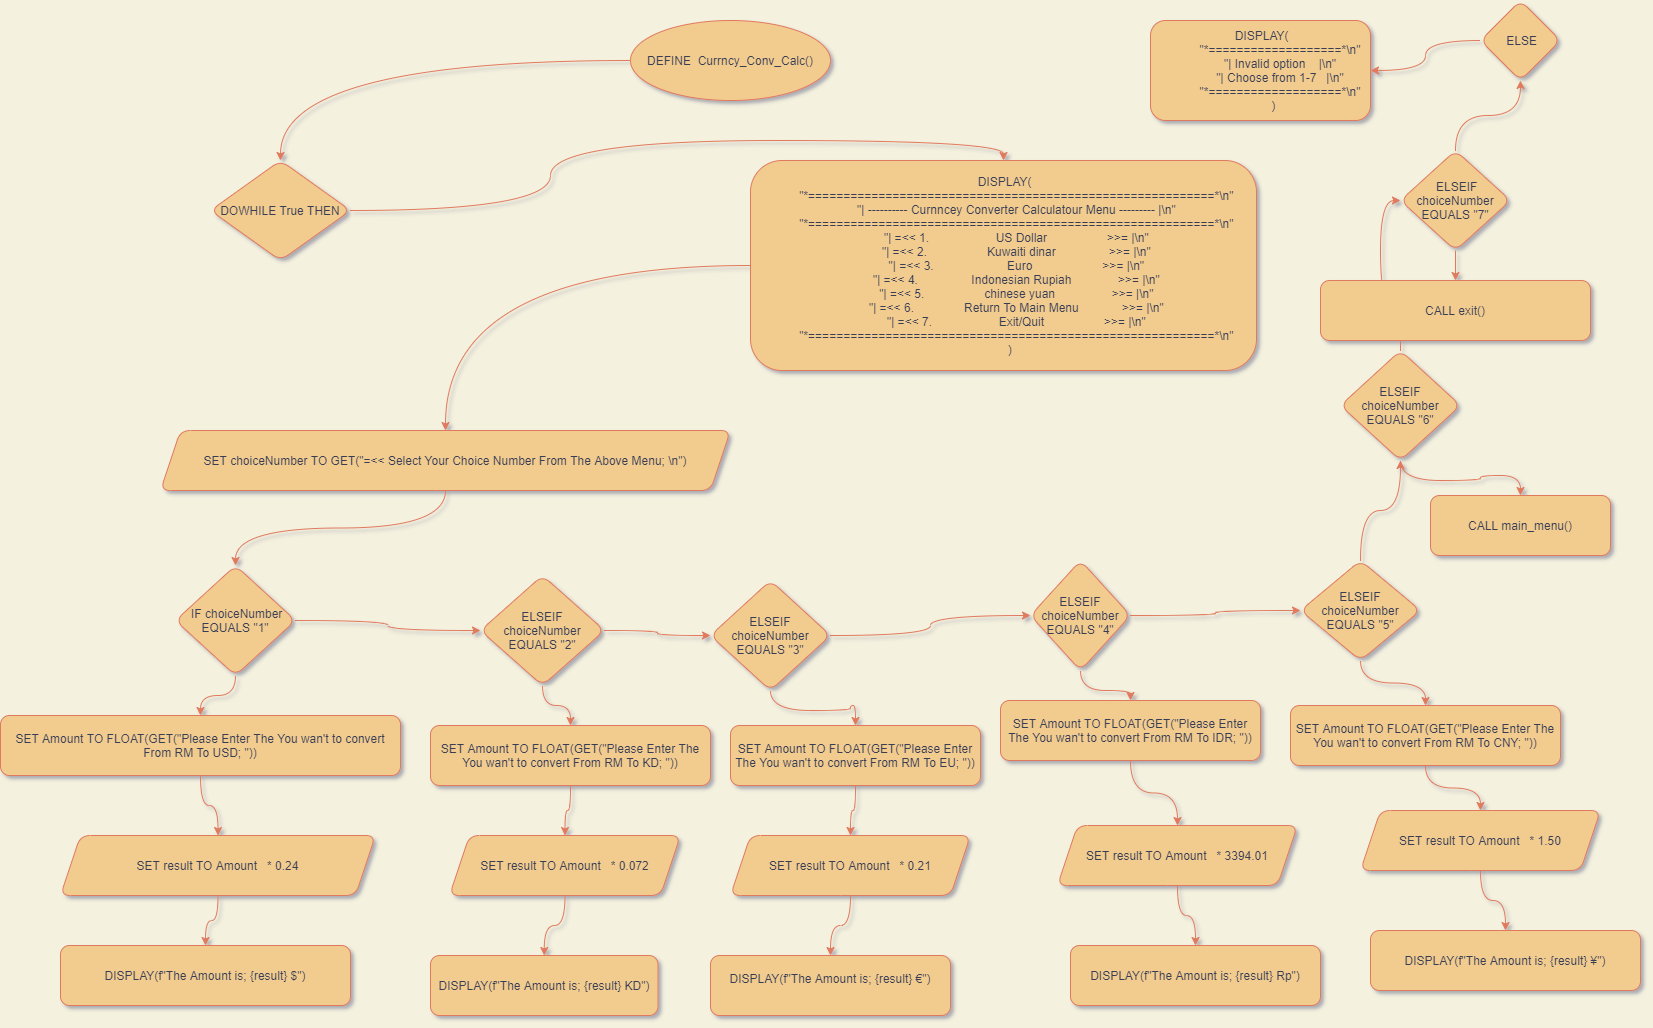 DEFINE  Currncy_Conv_Calc()
DOWHILE True THEN
DISPLAY(
"*==========================================================*\n"
"| ---------- Currncey Converter Calculatour Menu --------- |\n"
"*==========================================================*\n"
"| =<< 1. US Dollar >>= |\n"
"| =<< 2. Kuwaiti dinar >>= |\n"
"| =<< 3. Euro >>= |\n"
"| =<< 4. Indonesian Rupiah >>= |\n"
"| =<< 5. chinese yuan >>= |\n"
"| =<< 6. Return To Main Menu >>= |\n"
"| =<< 7. Exit/Quit >>= |\n"
"*==========================================================*\n"
)
SET choiceNumber TO GET("=<< Select Your Choice Number From The Above Menu; \n")
IF choiceNumber
EQUALS "1"
SET Amount TO FLOAT(GET("Please Enter The You wan't to convert
From RM To USD; "))
SET result TO Amount   * 0.24
DISPLAY(f"The Amount is; {result} $")
ELSEIF
choiceNumber
EQUALS "2"
SET Amount TO FLOAT(GET("Please Enter The
You wan't to convert From RM To KD; "))
SET result TO Amount   * 0.072
DISPLAY(f"The Amount is; {result} KD")
ELSEIF
choiceNumber
EQUALS "3"
SET Amount TO FLOAT(GET("Please Enter
The You wan't to convert From RM To EU; "))
SET result TO Amount   * 0.21
DISPLAY(f"The Amount is; {result} €")
ELSEIF
choiceNumber
EQUALS "4"
SET Amount TO FLOAT(GET("Please Enter
The You wan't to convert From RM To IDR; "))
SET result TO Amount   * 3394.01
DISPLAY(f"The Amount is; {result} Rp")
ELSEIF
choiceNumber
EQUALS "5"
SET Amount TO FLOAT(GET("Please Enter The
You wan't to convert From RM To CNY; "))
SET result TO Amount   * 1.50
DISPLAY(f"The Amount is; {result} ¥")
ELSEIF
choiceNumber
EQUALS "6"
CALL main_menu()
ELSEIF
choiceNumber
EQUALS "7"
CALL exit()
ELSE
DISPLAY(
"*===================*\n"
"| Invalid option    |\n"
"| Choose from 1-7   |\n"
"*===================*\n"
)